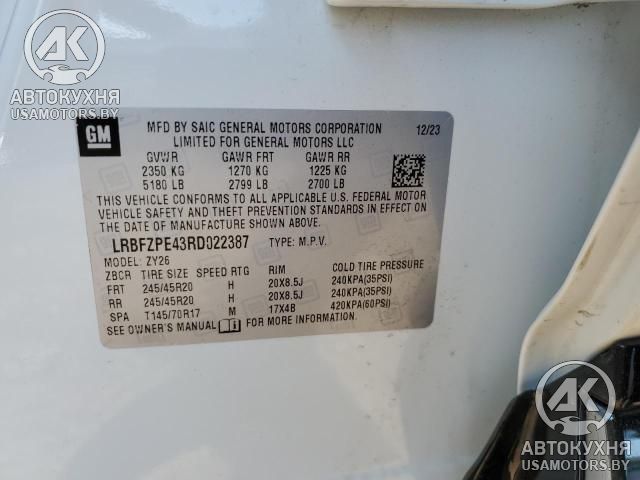 АК
АВТОКУХНЯ
USAMOTORS.BY
GM
MFD BY SAIC GENERAL MOTORS CORPORATION 12/23
LIMITED FOR GENERAL MOTORS LLC
GVWR GAWR FRT GAWR RR
2350 KG 1270 KG 1225 KG
5180 LB 2799 LB 2700 LB
THIS VEHICLE CONFORMS TO ALL APPLICABLE U.S. FEDERAL MOTOR
VEHICLE SAFETY AND THEFT PREVENTION STANDARDS IN EFFECT ON
THE DATE OF MANUFACTURE SHOWN ABOVE.
LRBFZPE43RD022387 TYPE: M.P.V.
MODEL: ZY26
ZBCR TIRE SIZE SPEED RTG RIM COLD TIRE PRESSURE
FRT 245/45R20 H 20X8.5J 240KPA(35PSI)
RR 245/45R20 H 20X8.5J 240KPA(35PSI)
SPA T145/70R17 M 17X4B 420KPA(60PSI)
SEE OWNER'S MANUAL FOR MORE INFORMATION.
АК
АВТОКУХНЯ
USAMOTORS.BY